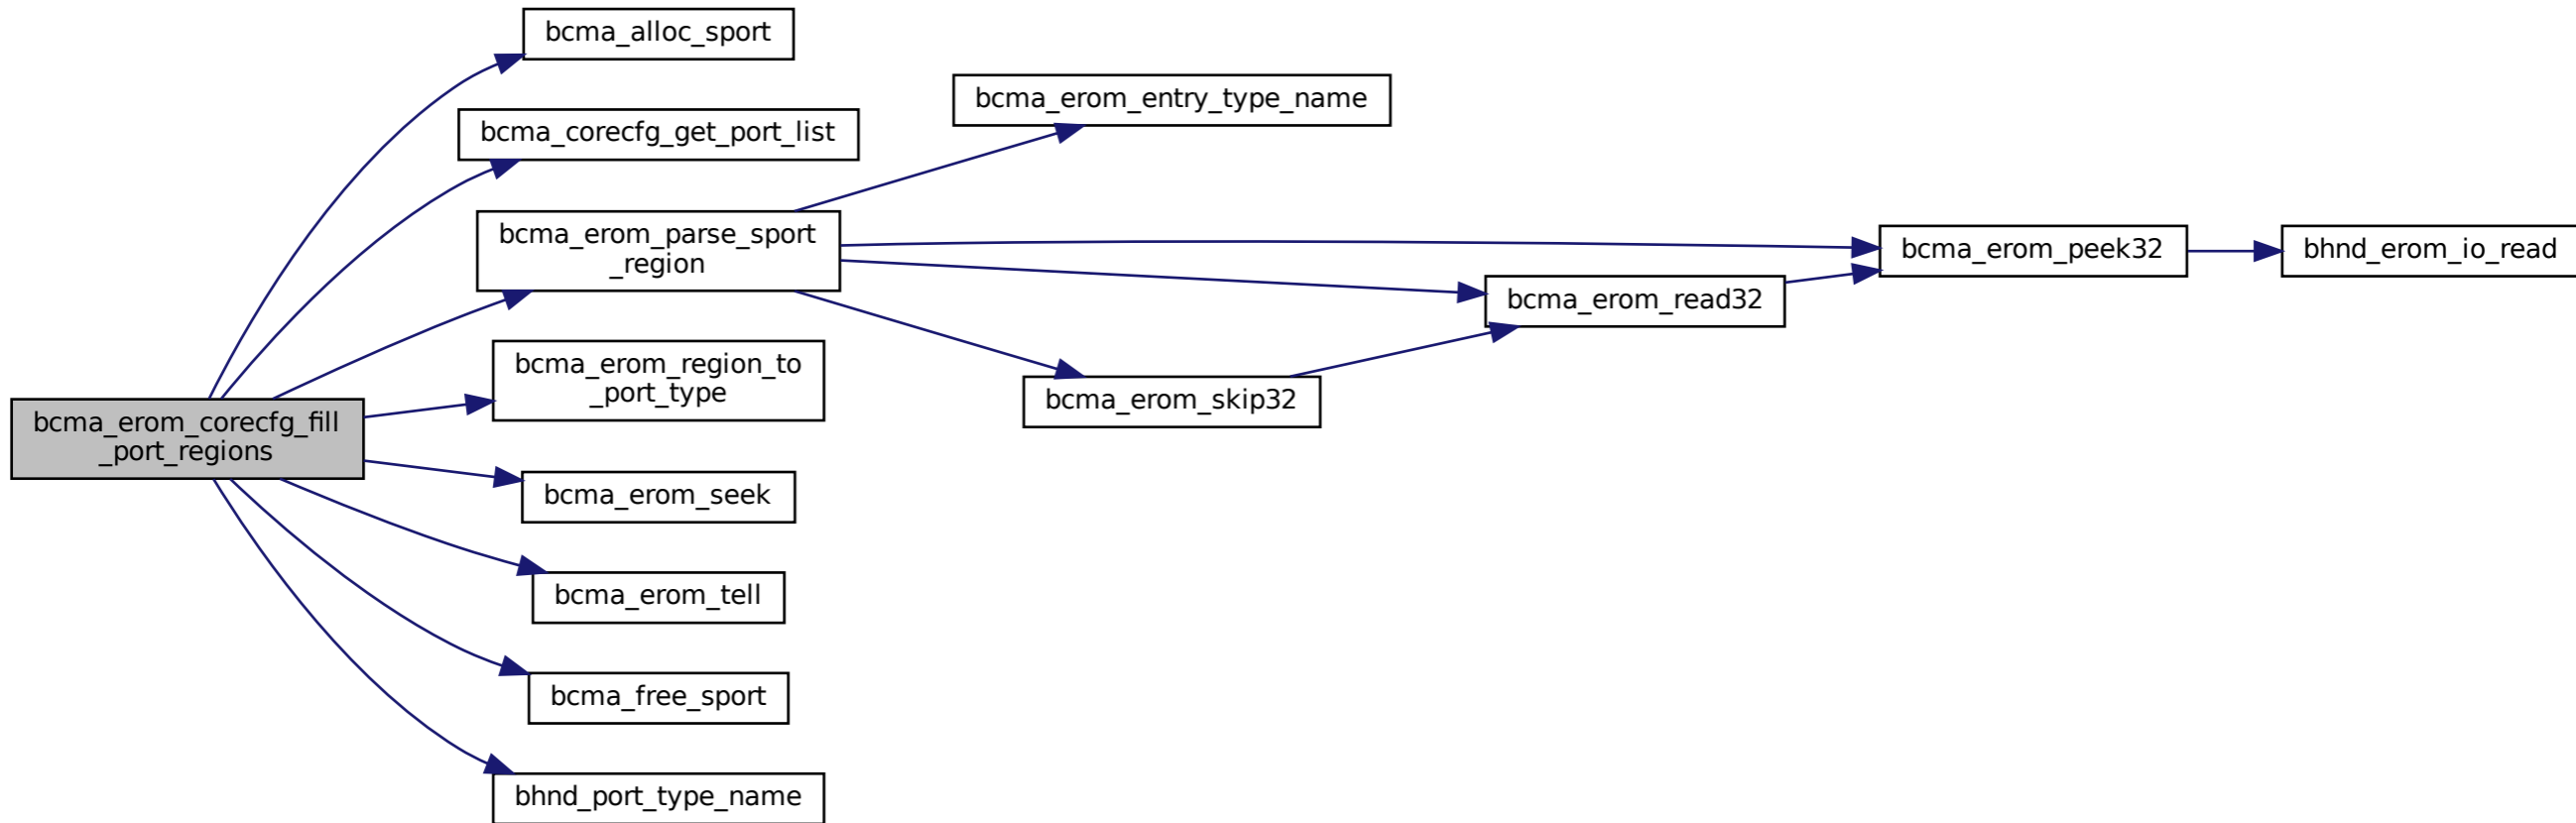 bcma_alloc_sport
bcma_corecfg_get_port_list
bcma_erom_entry_type_name
bcma_erom_parse_sport
_region
bcma_erom_peek32
bhnd_erom_io_read
bcma_erom_read32
bcma_erom_region_to
_port_type
bcma_erom_skip32
bcma_erom_corecfg_fill
_port_regions
bcma_erom_seek
bcma_erom_tell
bcma_free_sport
bhnd_port_type_name